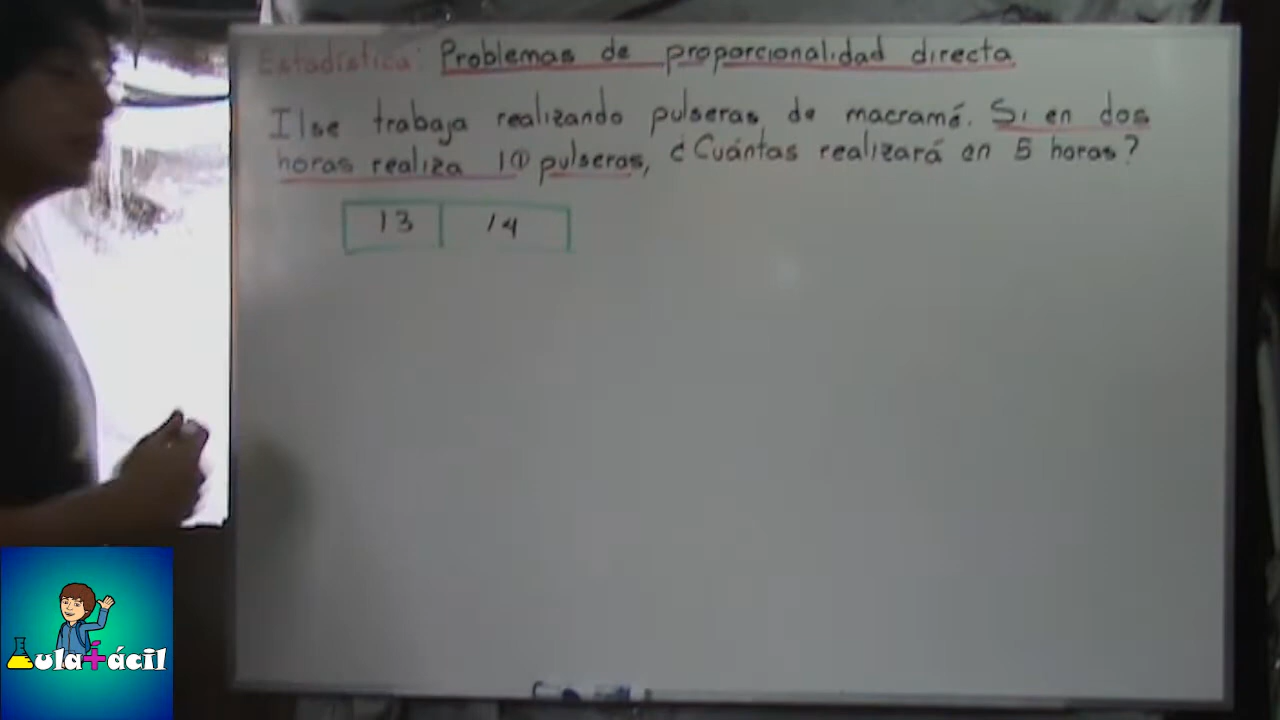 Estadística: Problemas de proporcionalidad directa
Ilse trabaja realizando pulseras de macramé. Si en dos
horas realiza 10 pulseras, ¿Cuántas realizará en 5 horas?
13 14
Aulafácil